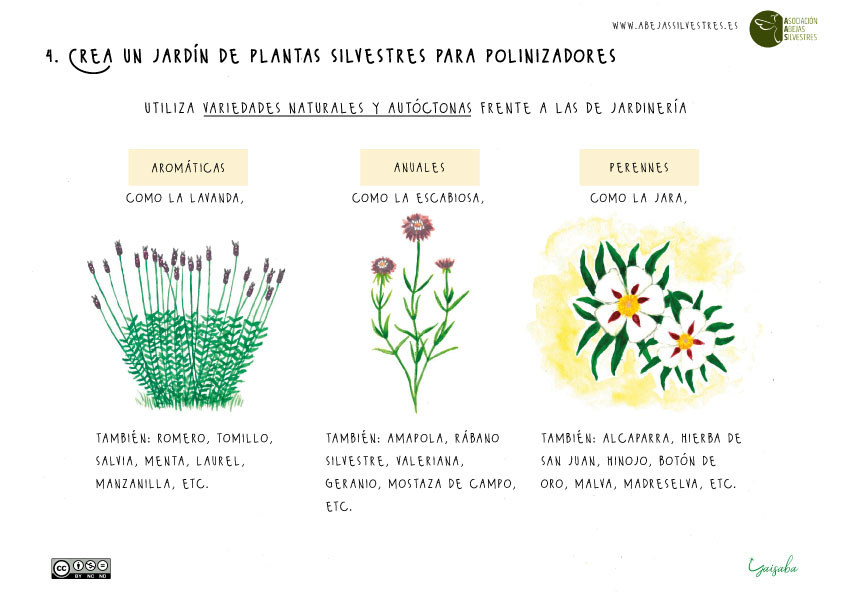 WWW.ABEJASSILVESTRES.ES
ASOCIACIÓN
ABEJAS
SILVESTRES
4. CREA UN JARDÍN DE PLANTAS SILVESTRES PARA POLINIZADORES
UTILIZA VARIEDADES NATURALES Y AUTÓCTONAS FRENTE A LAS DE JARDINERÍA
AROMÁTICAS
COMO LA LAVANDA,
TAMBIÉN: ROMERO, TOMILLO,
SALVIA, MENTA, LAUREL,
MANZANILLA, ETC.
ANUALES
COMO LA ESCABIOSA,
TAMBIÉN: AMAPOLA, RÁBANO
SILVESTRE, VALERIANA,
GERANIO, MOSTAZA DE CAMPO,
ETC.
PERENNES
COMO LA JARA,
TAMBIÉN: ALCAPARRA, HIERBA DE
SAN JUAN, HINOJO, BOTÓN DE
ORO, MALVA, MADRESELVA, ETC.
CC
BY NC ND
Gaisaba